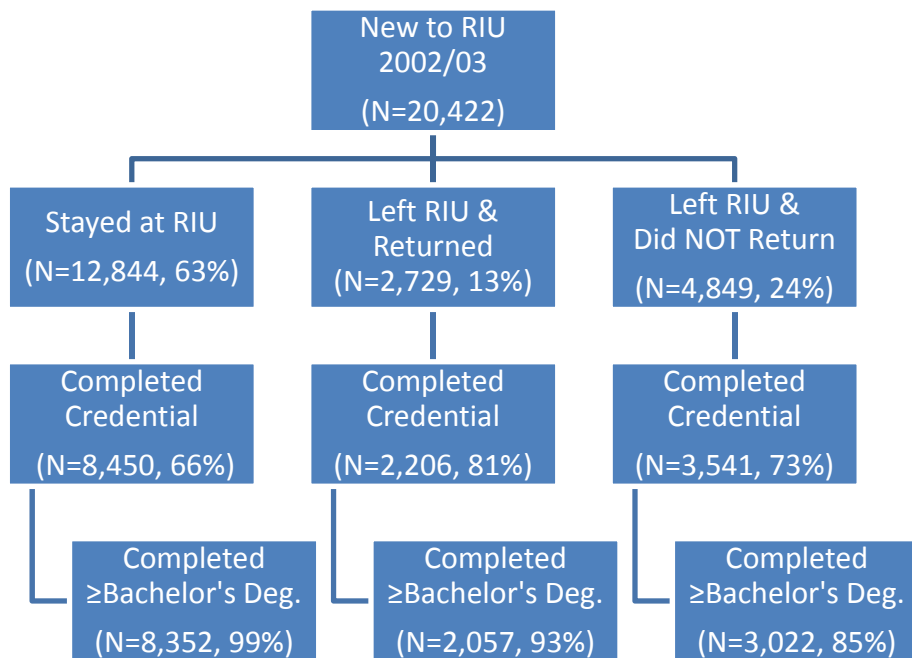 New to RIU
2002/03
(N=20,422)
Stayed at RIU
(N=12,844, 63%)
Left RIU &
Returned
(N=2,729, 13%)
Left RIU &
Did NOT Return
(N=4,849, 24%)
Completed
Credential
(N=8,450, 66%)
Completed
Credential
(N=2,206, 81%)
Completed
Credential
(N=3,541, 73%)
Completed
≥Bachelor's Deg.
(N=8,352, 99%)
Completed
≥Bachelor's Deg.
(N=2,057, 93%)
Completed
≥Bachelor's Deg.
(N=3,022, 85%)